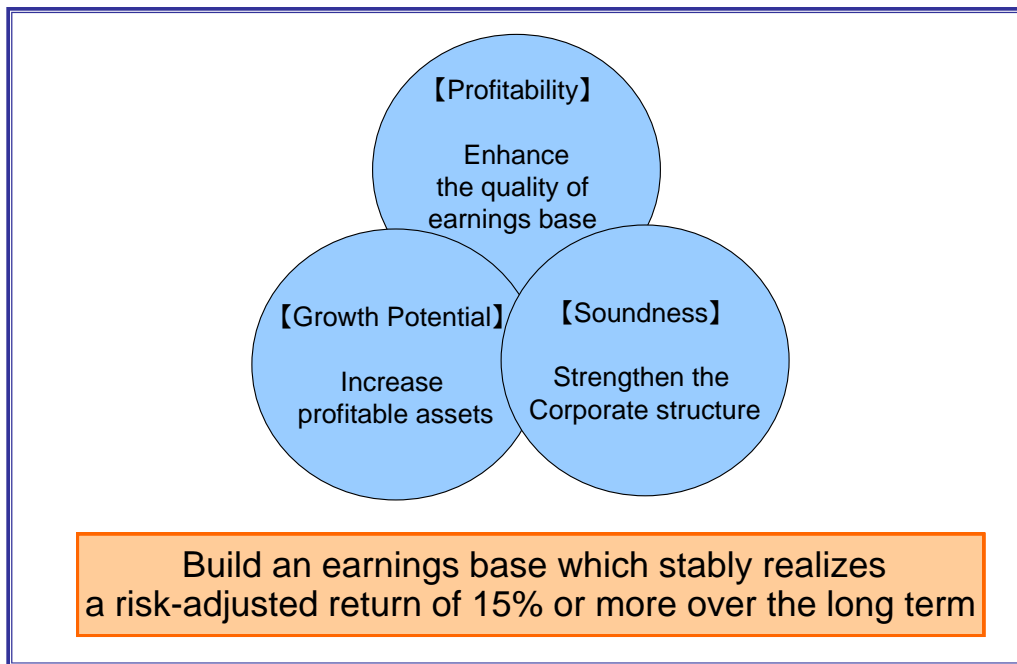 【Profitability】
Enhance
the quality of
earnings base
【Growth Potential】
Increase
profitable assets
【Soundness】
Strengthen the
Corporate structure
Build an earnings base which stably realizes
a risk-adjusted return of 15% or more over the long term